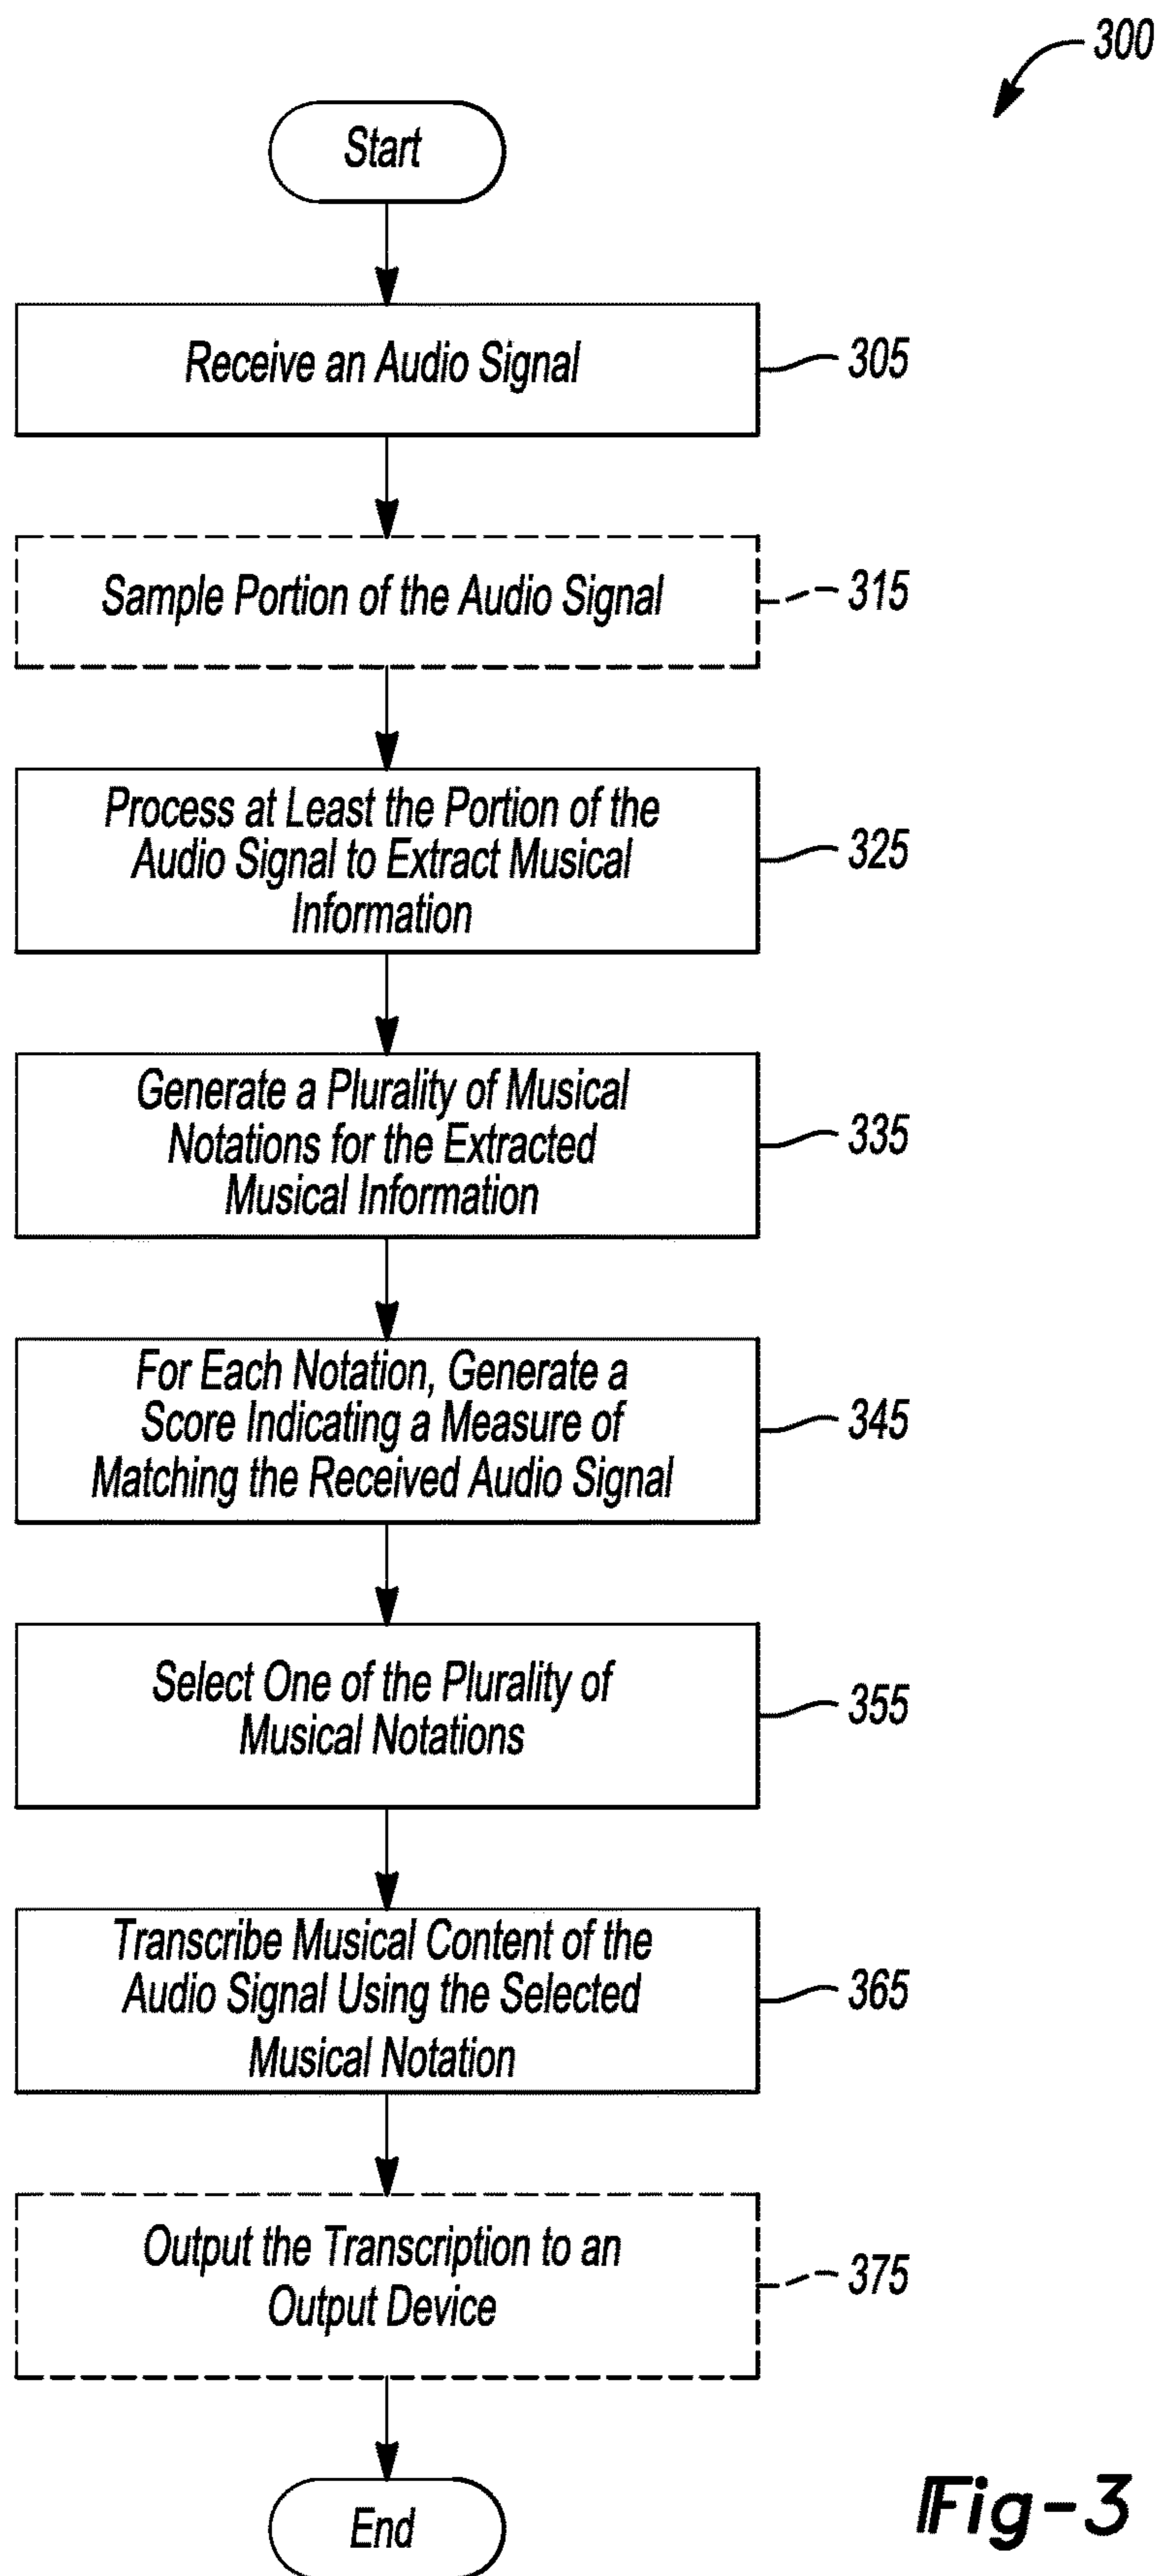 300
Start
Receive an Audio Signal
305
Sample Portion of the Audio Signal
315
Process at Least the Portion of the
Audio Signal to Extract Musical
Information
325
Generate a Plurality of Musical
Notations for the Extracted
Musical Information
335
For Each Notation, Generate a
Score Indicating a Measure of
Matching the Received Audio Signal
345
Select One of the Plurality of
Musical Notations
355
Transcribe Musical Content of the
Audio Signal Using the Selected
Musical Notation
365
Output the Transcription to an
Output Device
375
End
Fig-3